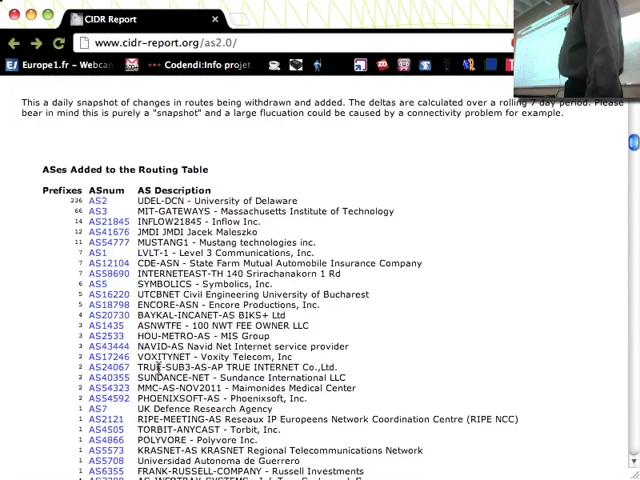 CIDR Report
www.cidr-report.org/as2.0/
Europe1.fr - Webcan 100+ Codendi:Info projet
This a daily snapshot of changes in routes being withdrawn and added. The deltas are calculated over a rolling 7 day period. Please
bear in mind this is purely a "snapshot" and a large flucuation could be caused by a connectivity problem for example.
ASes Added to the Routing Table
Prefixes ASnum AS Description
236 AS2 UDEL-DCN - University of Delaware
66 AS3 MIT-GATEWAYS - Massachusetts Institute of Technology
14 AS21845 INFLOW21845 - Inflow Inc.
12 AS41676 JMDI JMDI Jacek Maleszko
11 AS54777 MUSTANG1 - Mustang technologies inc.
7 AS1 LVLT-1 - Level 3 Communications, Inc.
7 AS12104 CDE-ASN - State Farm Mutual Automobile Insurance Company
7 AS58690 INTERNETEAST-TH 140 Srirachanakorn 1 Rd
6 AS5 SYMBOLICS - Symbolics, Inc.
5 AS16220 UTCBNET Civil Engineering University of Bucharest
5 AS18798 ENCORE-ASN - Encore Productions, Inc.
4 AS20730 BAYKAL-INCANET-AS BIKS+ Ltd
3 AS1435 ASNWTFE - 100 NWT FEE OWNER LLC
3 AS2533 HOU-METRO-AS - MIS Group
2 AS43444 NAVID-AS Navid Net Internet service provider
2 AS17246 VOXITYNET - Voxity Telecom, Inc
2 AS24067 TRUE-SUB3-AS-AP TRUE INTERNET Co.,Ltd.
2 AS40355 SUNDANCE-NET - Sundance International LLC
2 AS54323 MMC-AS-NOV2011 - Maimonides Medical Center
2 AS54592 PHOENIXSOFT-AS - Phoenixsoft, Inc.
1 AS7 UK Defence Research Agency
1 AS2121 RIPE-MEETING-AS Reseaux IP Europeens Network Coordination Centre (RIPE NCC)
1 AS4505 TORBIT-ANYCAST - Torbit, Inc.
1 AS4866 POLYVORE - Polyvore Inc.
1 AS5573 KRASNET-AS KRASNET Regional Telecommunications Network
1 AS5708 Universidad Autonoma de Guerrero
1 AS6355 FRANK-RUSSELL-COMPANY - Russell Investments